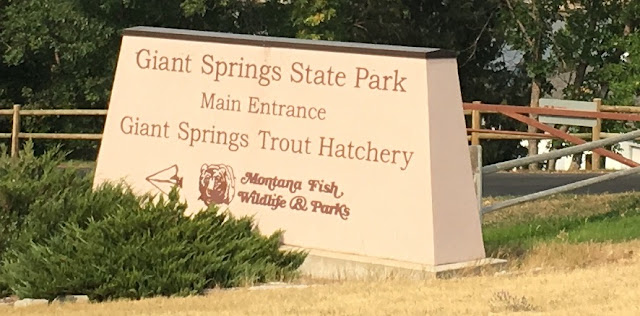 Giant Springs State Park
Main Entrance
Giant Springs Trout Hatchery
Montana Fish
Wildlife & Parks